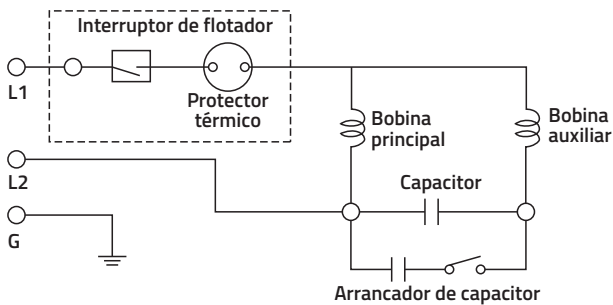 Interruptor de flotador
L1
Protector
térmico
Bobina
principal
Bobina
auxiliar
L2
Capacitor
G
Arrancador de capacitor